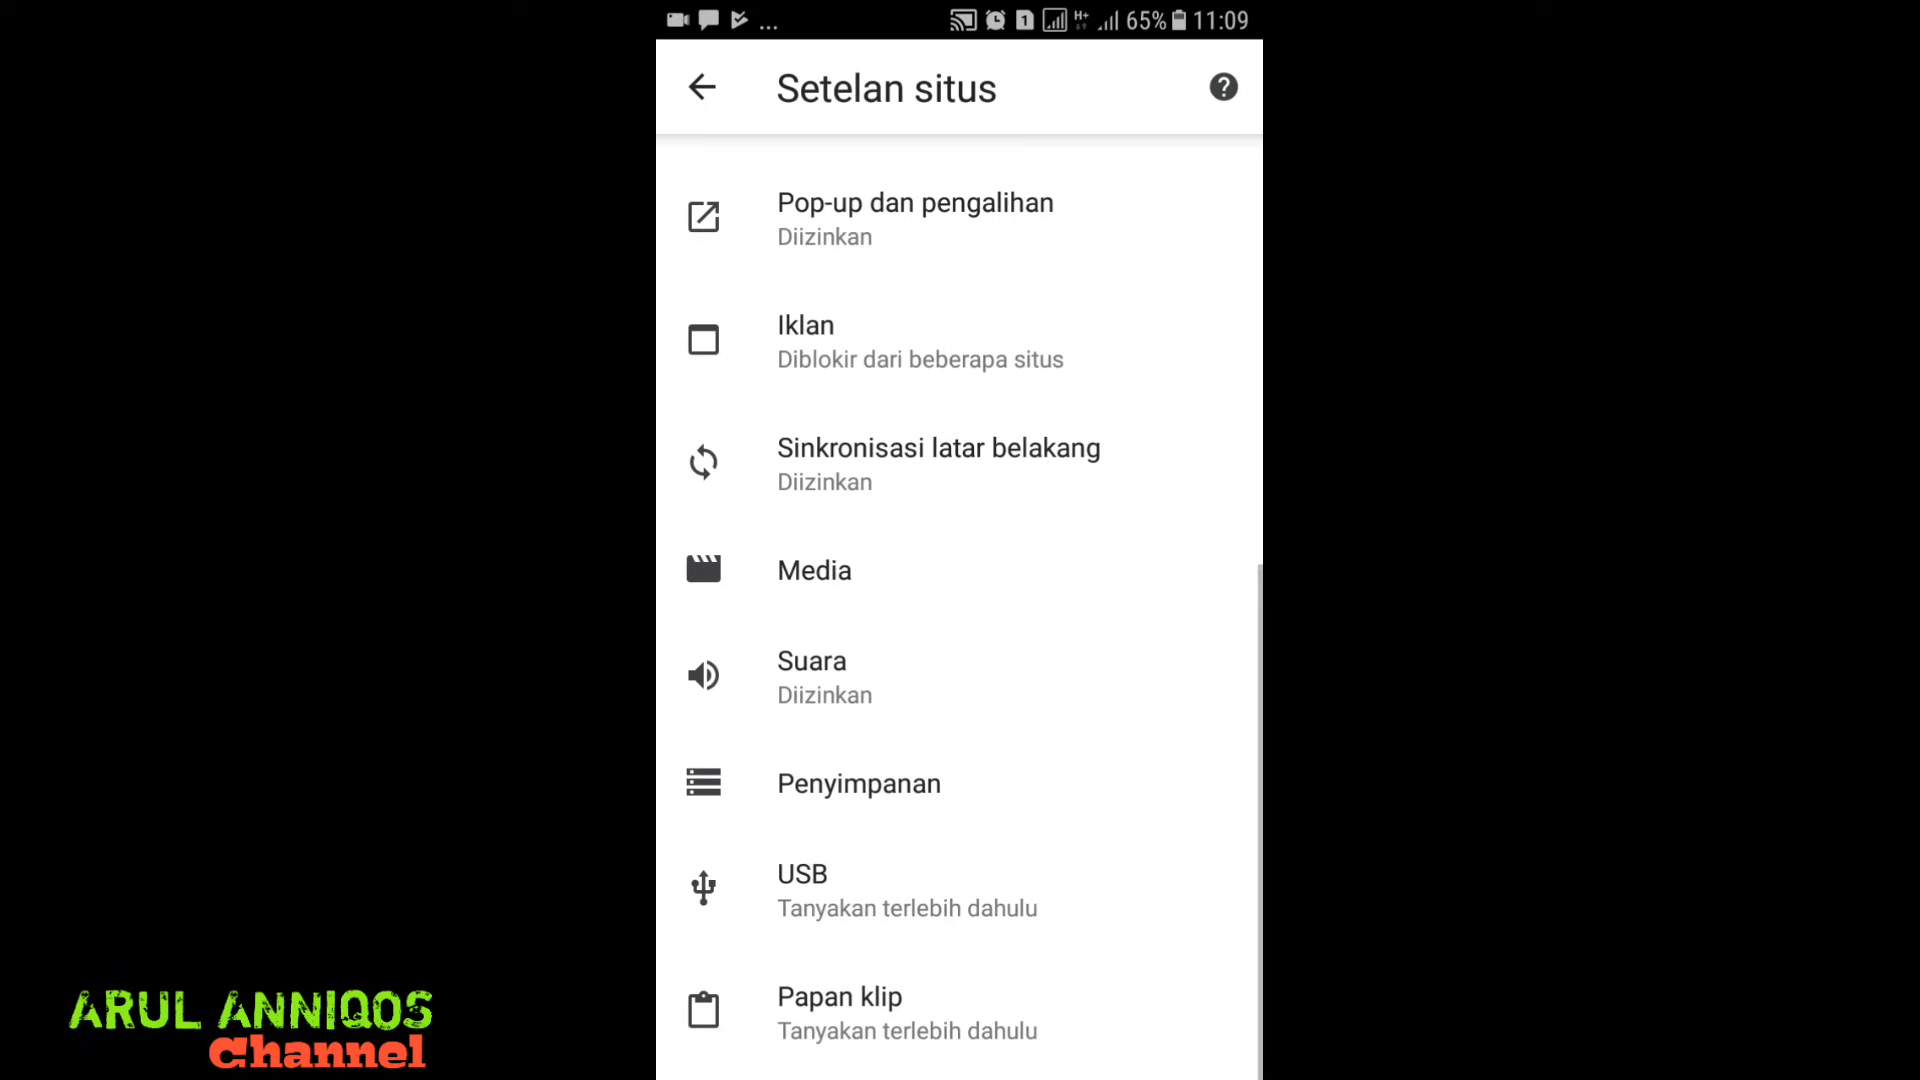 ... 1 H+ 65% 11:09
Setelan situs ?
Pop-up dan pengalihan
Diizinkan
Iklan
Diblokir dari beberapa situs
Sinkronisasi latar belakang
Diizinkan
Media
Suara
Diizinkan
Penyimpanan
USB
Tanyakan terlebih dahulu
Papan klip
Tanyakan terlebih dahulu
ARUL ANNIQOS
Channel